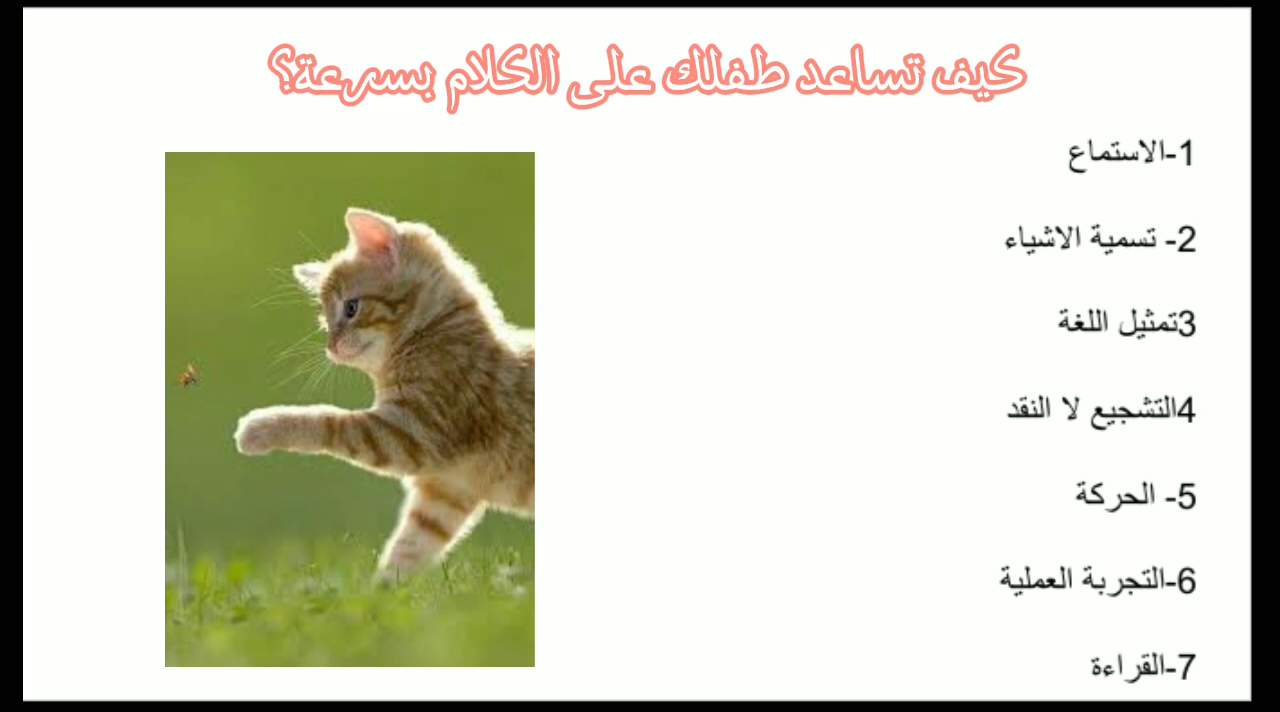 كيف تساعد طفلك على الكلام بسرعة؟
1-الاستماع
2- تسمية الاشياء
3تمثيل اللغة
4التشجيع لا النقد
5- الحركة
6-التجربة العملية
7-القراءة